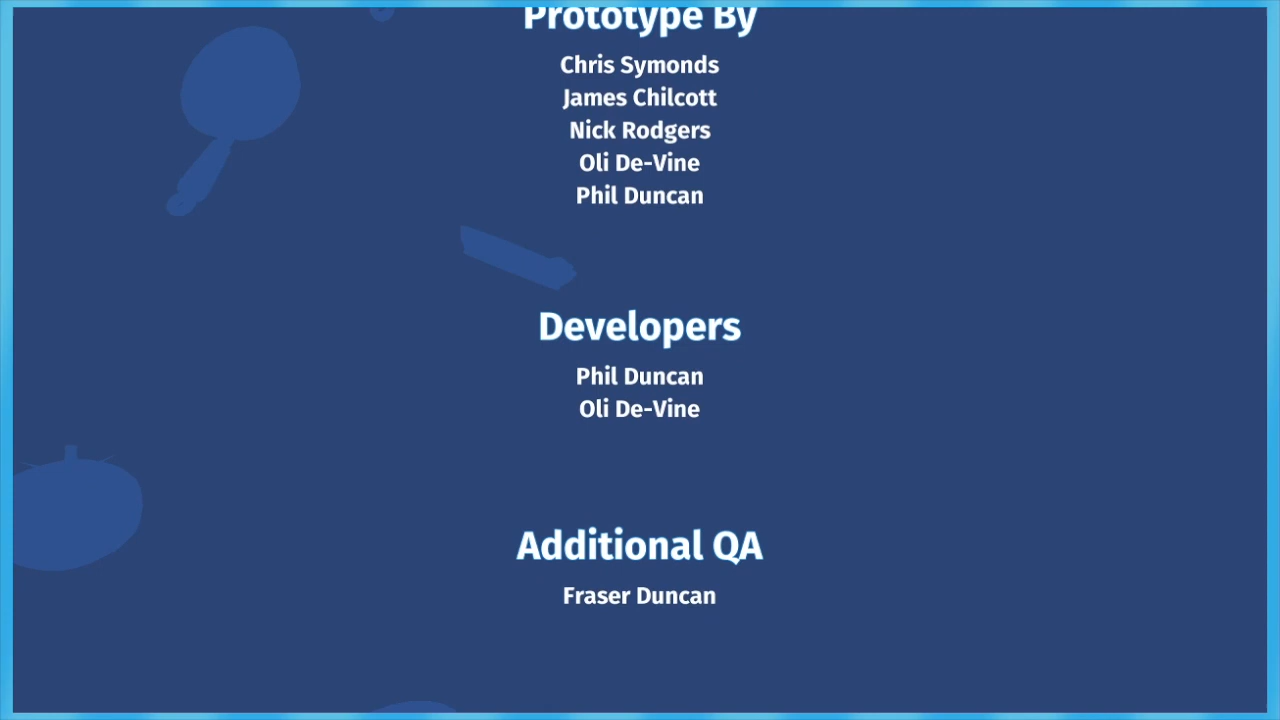 Prototype By
Chris Symonds
James Chilcott
Nick Rodgers
Oli De-Vine
Phil Duncan
Developers
Phil Duncan
Oli De-Vine
Additional QA
Fraser Duncan